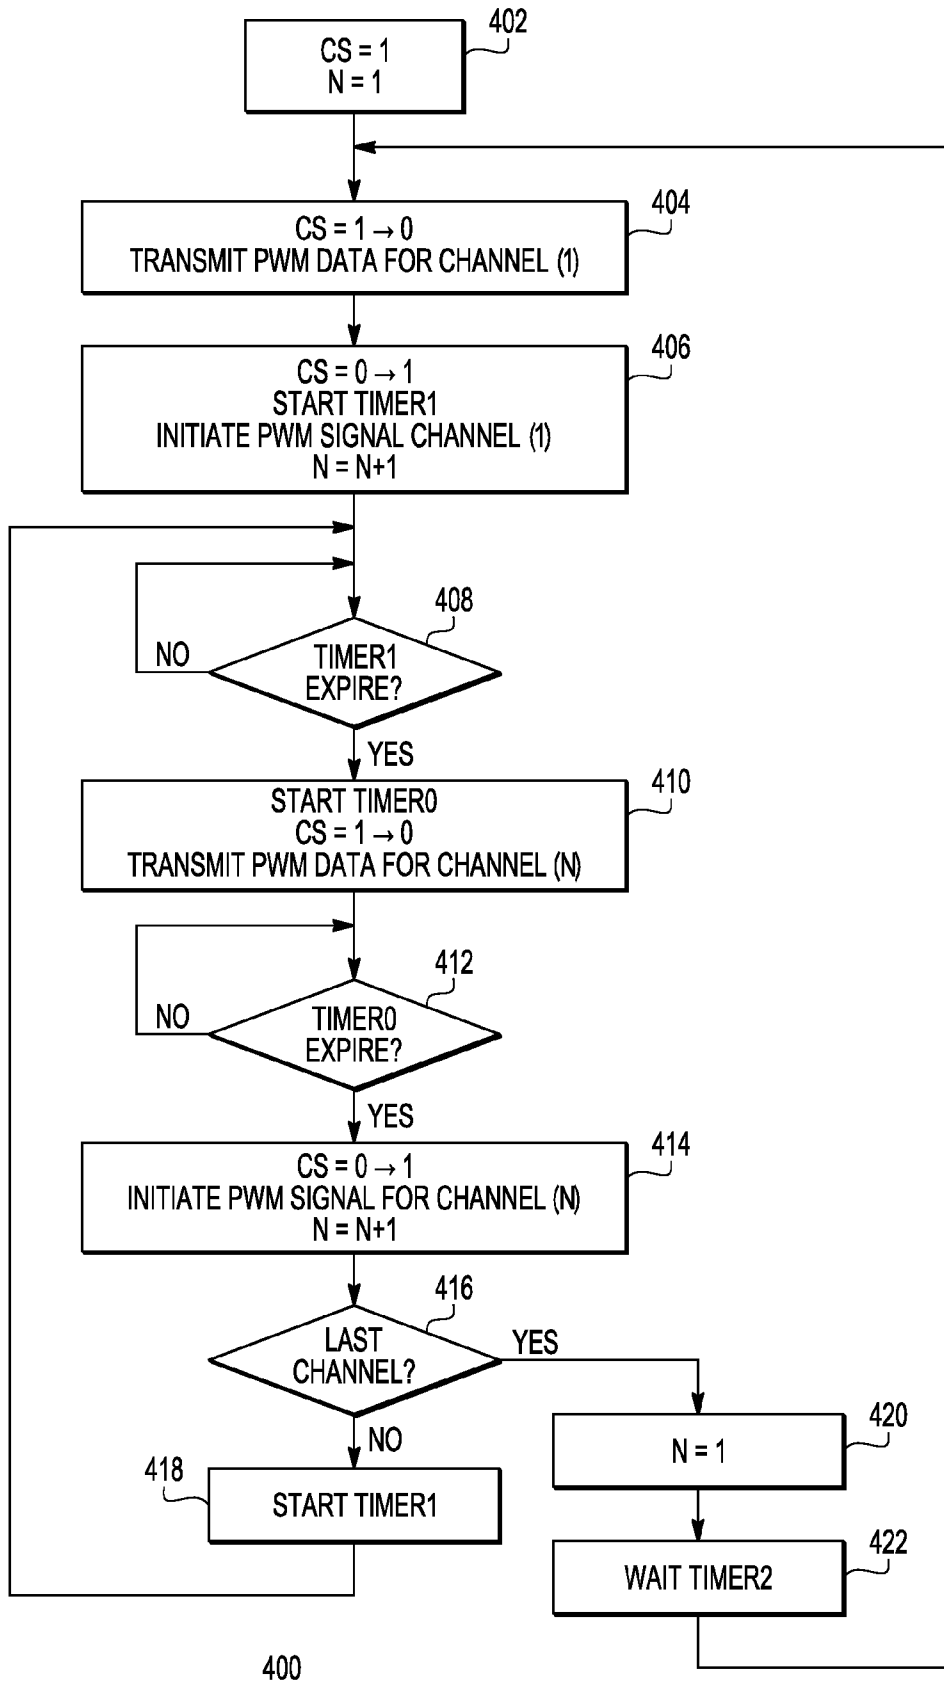 402
CS = 1
N = 1
404
CS = 1 → 0
TRANSMIT PWM DATA FOR CHANNEL (1)
406
CS = 0 → 1
START TIMER1
INITIATE PWM SIGNAL CHANNEL (1)
N = N+1
408
TIMER1
EXPIRE?
NO
YES
410
START TIMER0
CS = 1 → 0
TRANSMIT PWM DATA FOR CHANNEL (N)
412
TIMER0
EXPIRE?
NO
YES
414
CS = 0 → 1
INITIATE PWM SIGNAL FOR CHANNEL (N)
N = N+1
416
LAST
CHANNEL?
YES
NO
420
N = 1
418
START TIMER1
422
WAIT TIMER2
400